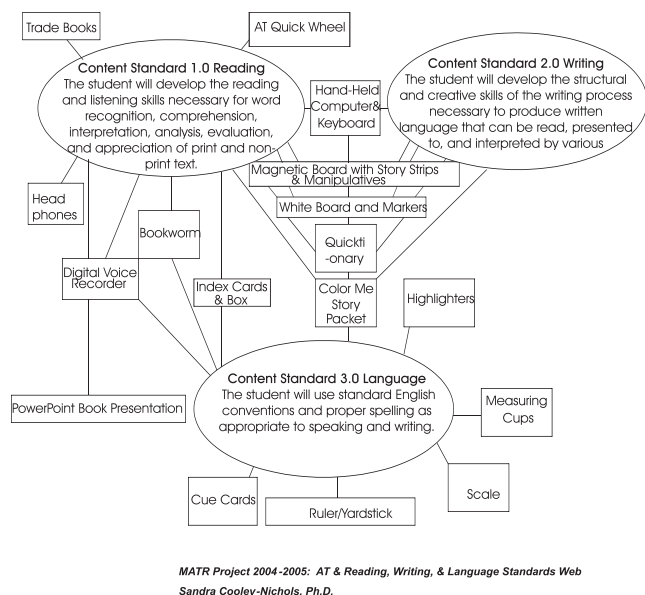 Trade Books
AT Quick Wheel
Content Standard 1.0 Reading
The student will develop the reading
and listening skills necessary for word
recognition, comprehension,
interpretation, analysis, evaluation,
and appreciation of print and non-
print text.
Hand-Held
Computer&
Keyboard
Content Standard 2.0 Writing
The student will develop the structural
and creative skills of the writing process
necessary to produce written
language that can be read, presented
to, and interpreted by various
Magnetic Board with Story Strips
& Manipulatives
White Board and Markers
Head
phones
Bookworm
Quickti
-onary
Digital Voice
Recorder
Index Cards
& Box
Color Me
Story
Packet
Highlighters
Content Standard 3.0 Language
The student will use standard English
conventions and proper spelling as
appropriate to speaking and writing.
PowerPoint Book Presentation
Measuring
Cups
Cue Cards
Ruler/Yardstick
Scale
MATR Project 2004-2005: AT & Reading, Writing, & Language Standards Web
Sandra Cooley-Nichols, Ph.D.